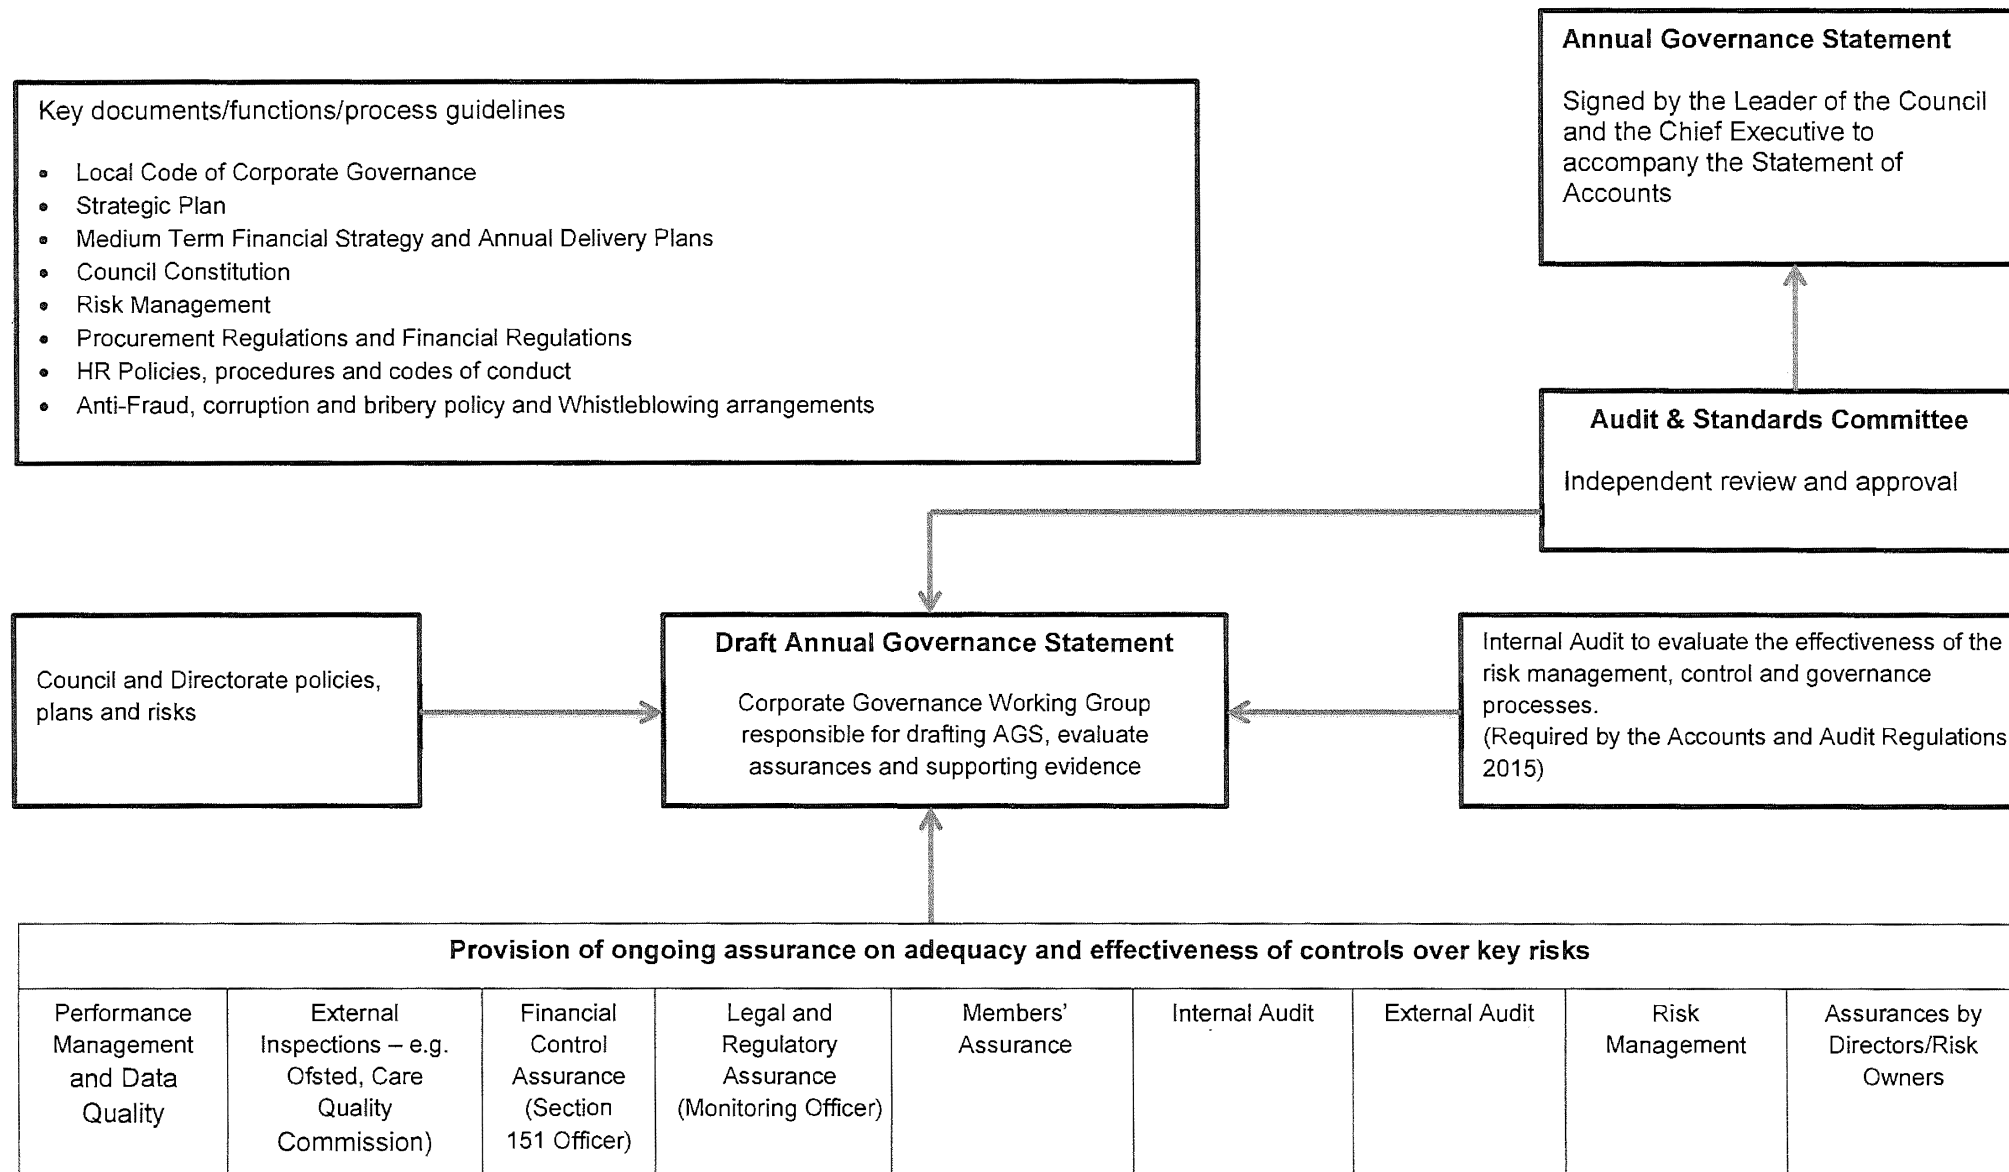 Annual Governance Statement
Signed by the Leader of the Council
and the Chief Executive to
accompany the Statement of
Accounts
Key documents/functions/process guidelines
• Local Code of Corporate Governance
• Strategic Plan
• Medium Term Financial Strategy and Annual Delivery Plans
• Council Constitution
• Risk Management
• Procurement Regulations and Financial Regulations
• HR Policies, procedures and codes of conduct
• Anti-Fraud, corruption and bribery policy and Whistleblowing arrangements
Audit & Standards Committee
Independent review and approval
Council and Directorate policies,
plans and risks
Draft Annual Governance Statement
Corporate Governance Working Group
responsible for drafting AGS, evaluate
assurances and supporting evidence
Internal Audit to evaluate the effectiveness of the
risk management, control and governance
processes.
(Required by the Accounts and Audit Regulations
2015)
Provision of ongoing assurance on adequacy and effectiveness of controls over key risks
Performance
Management
and Data
Quality
External
Inspections – e.g.
Ofsted, Care
Quality
Commission)
Financial
Control
Assurance
(Section
151 Officer)
Legal and
Regulatory
Assurance
(Monitoring Officer)
Members’
Assurance
Internal Audit
External Audit
Risk
Management
Assurances by
Directors/Risk
Owners